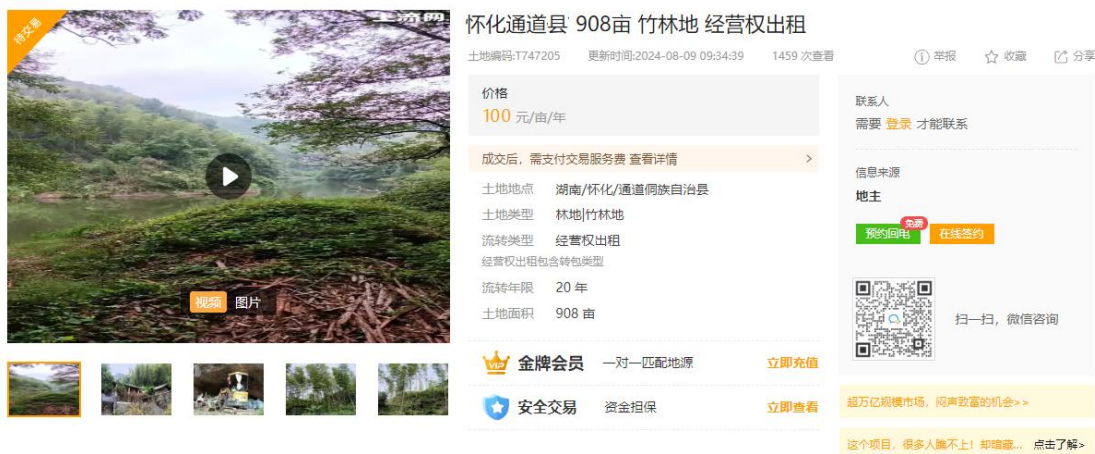 土流网
待交易
视频 图片
怀化通道县 908亩 竹林地 经营权出租
土地编码:T747205 更新时间:2024-08-09 09:34:39 1459 次查看 举报 收藏 分享
价格
100 元/亩/年
成交后，需支付交易服务费 查看详情 >
土地地点 湖南/怀化/通道侗族自治县
土地类型 林地|竹林地
流转类型 经营权出租
经营权出租包含转包类型
流转年限 20 年
土地面积 908 亩
VIP 金牌会员 一对一匹配地源 立即充值
安全交易 资金担保 立即查看
联系人
需要 登录 才能联系
信息来源
地主
免费
预约回电 在线签约
扫一扫，微信咨询
超万亿规模市场，闷声致富的机会>>
这个项目，很多人瞧不上！却暗藏... 点击了解>